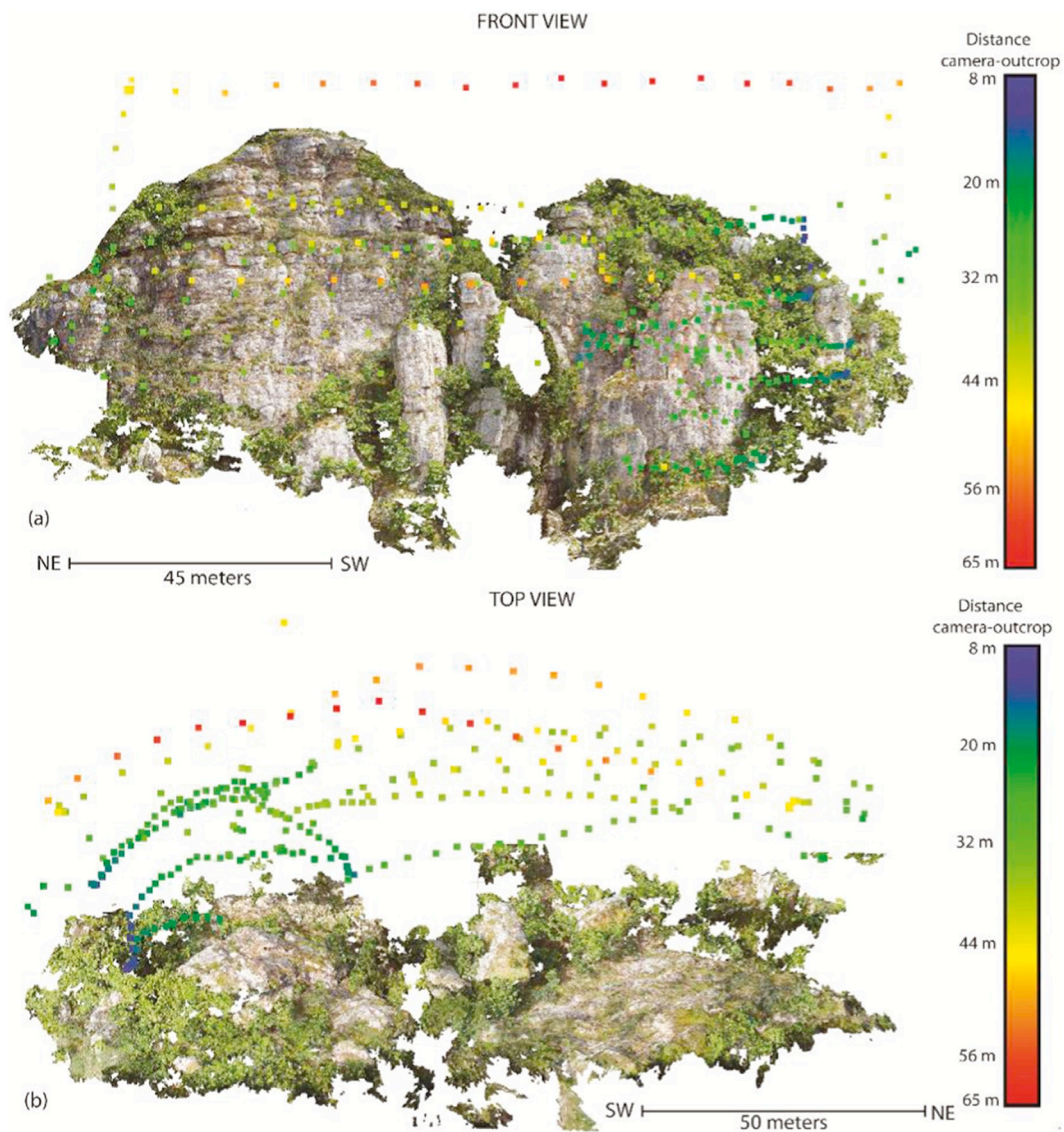 FRONT VIEW
Distance
camera-outcrop
8 m
20 m
32 m
44 m
56 m
65 m
(a)
NE
SW
45 meters
TOP VIEW
Distance
camera-outcrop
8 m
20 m
32 m
44 m
56 m
65 m
(b)
SW
NE
50 meters